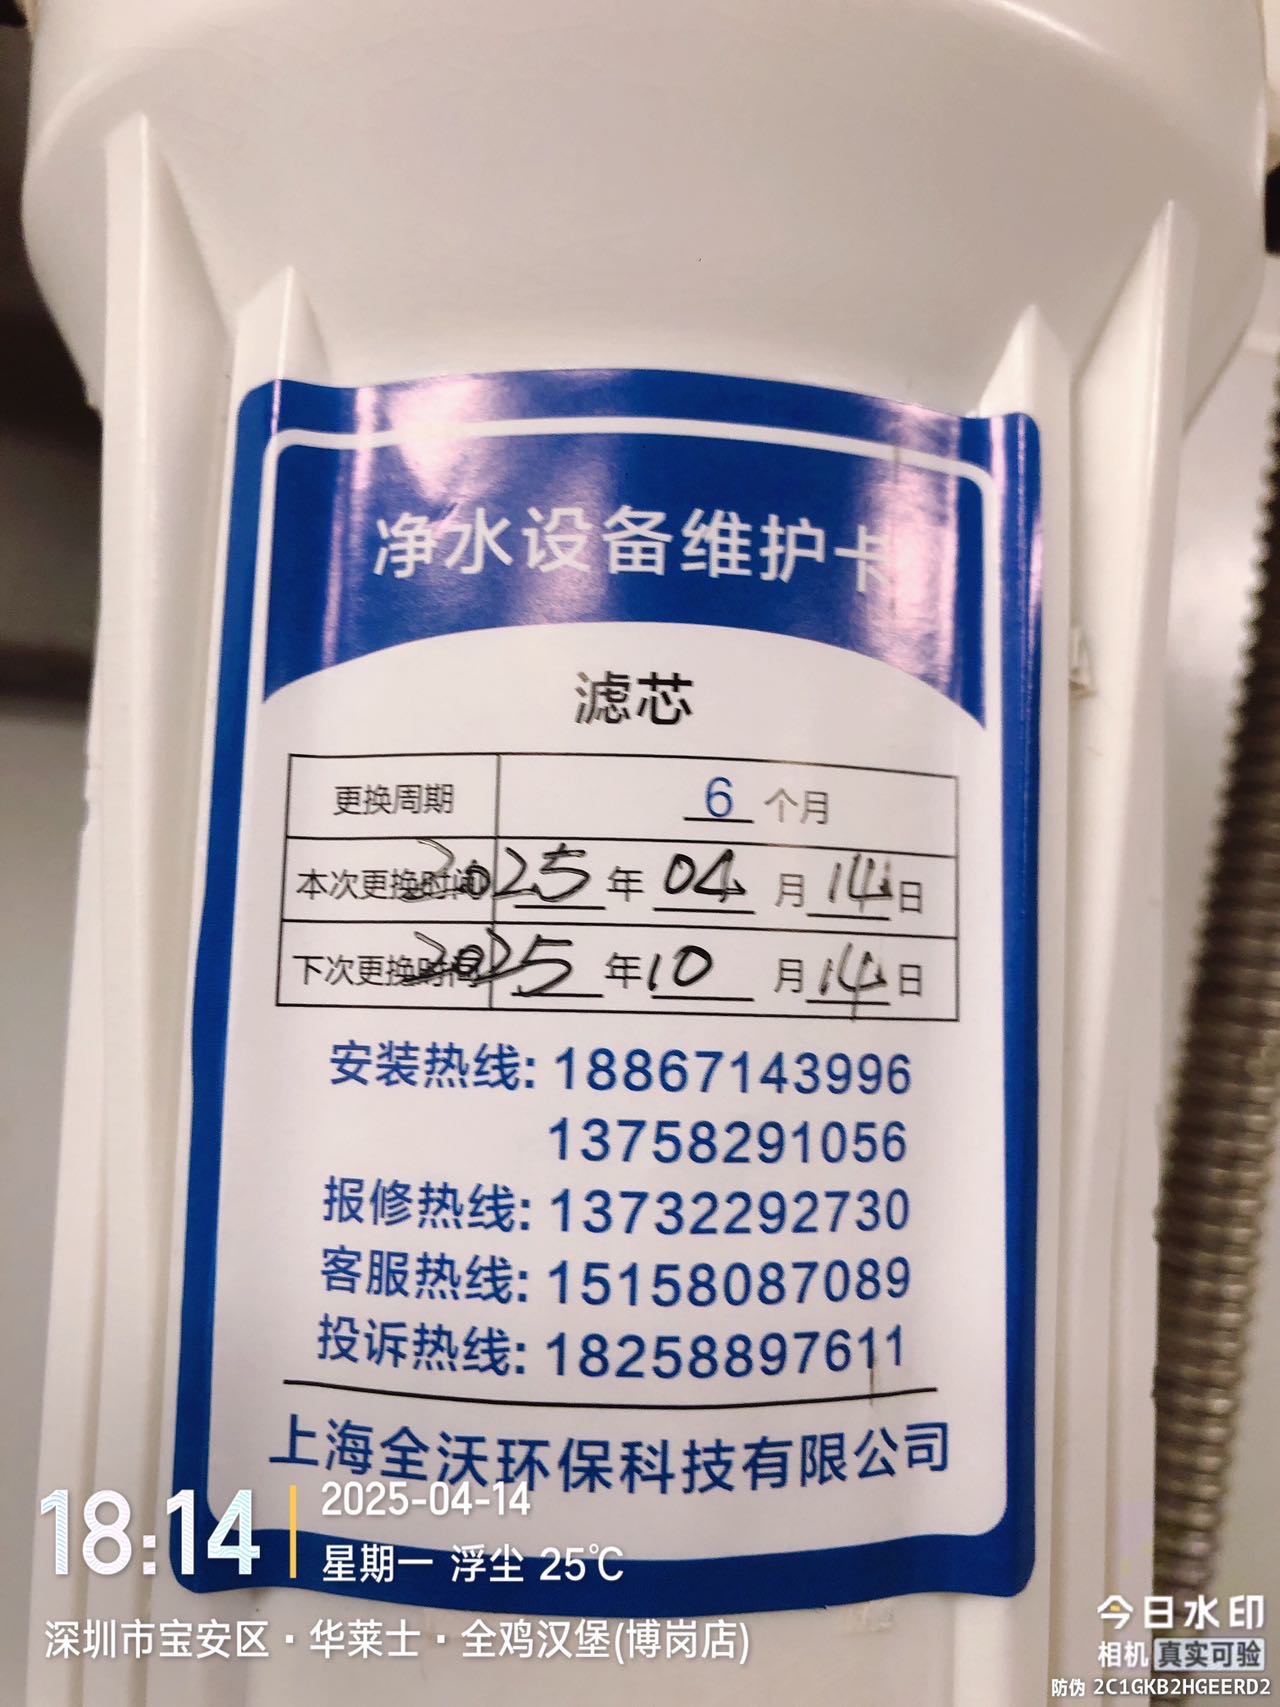 净水设备维护卡
滤芯
更换周期 6 个月
本次更换时间 2025 年 04 月 14 日
下次更换时间 2025 年 10 月 14 日
安装热线: 18867143996
13758291056
报修热线: 13732292730
客服热线: 15158087089
投诉热线: 18258897611
上海全沃环保科技有限公司
18:14
2025-04-14
星期一 浮尘 25℃
深圳市宝安区·华莱士·全鸡汉堡(博岗店)
今日水印
相机 真实可验
防伪 2C1GKB2HGEERD2